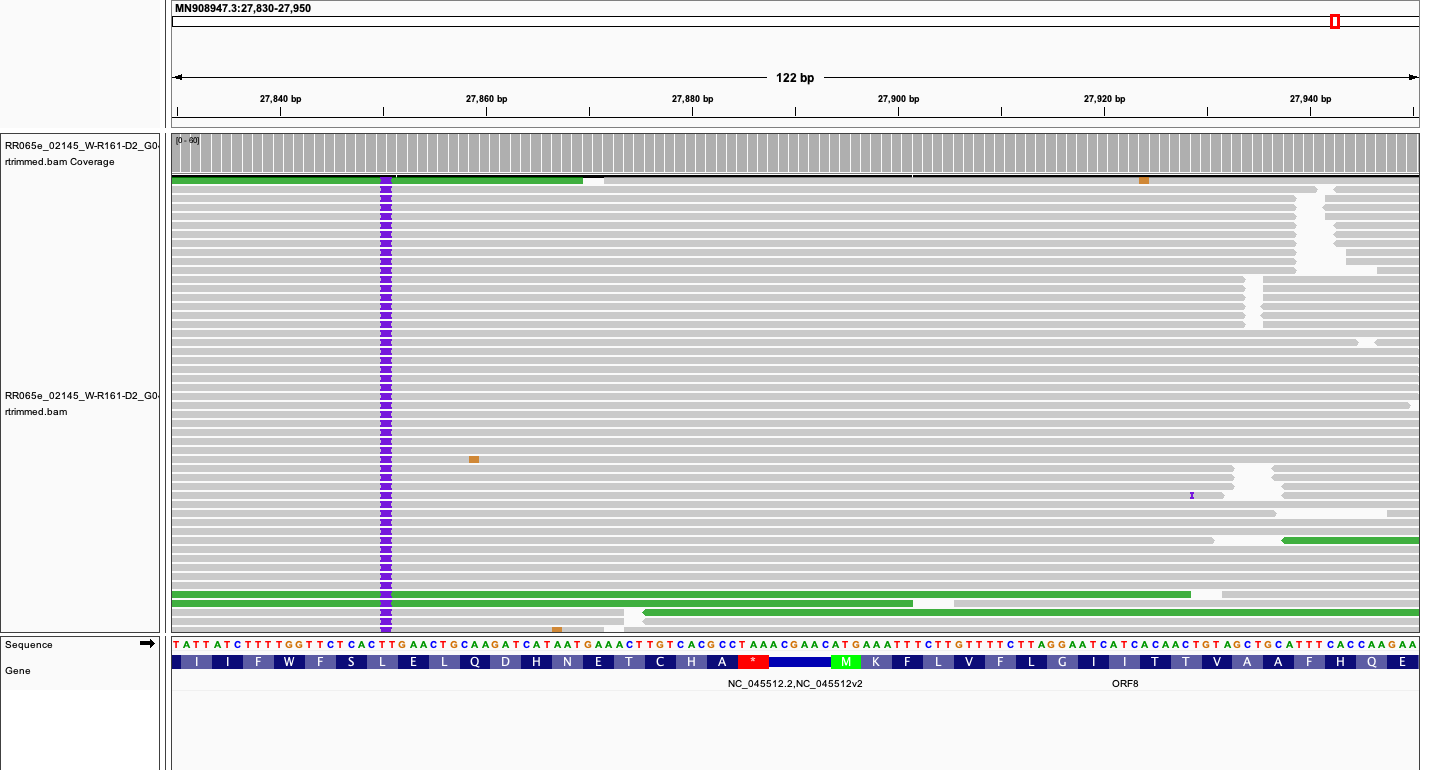 MN908947.3:27,830-27,950
122 bp
27,840 bp 27,860 bp 27,880 bp 27,900 bp 27,920 bp 27,940 bp
RR065e_02145_W-R161-D2_G0
rtrimmed.bam Coverage
[0 - 60]
RR065e_02145_W-R161-D2_G0
rtrimmed.bam
Sequence
TATTATCTTTTGGTTCTCACTTGAACTGCAAGATCATAATGAAACTTGTCACGCCTAAACGAACATGAAATTTCTTGTTTTCTTAGGAATCATCACAACTGTAGCTGCATTTCACCAAGAA
Gene
I I F W F S L E L Q D H N E T C H A * M K F L V F L G I I T T V A A F H Q E
NC_045512.2,NC_045512v2 ORF8